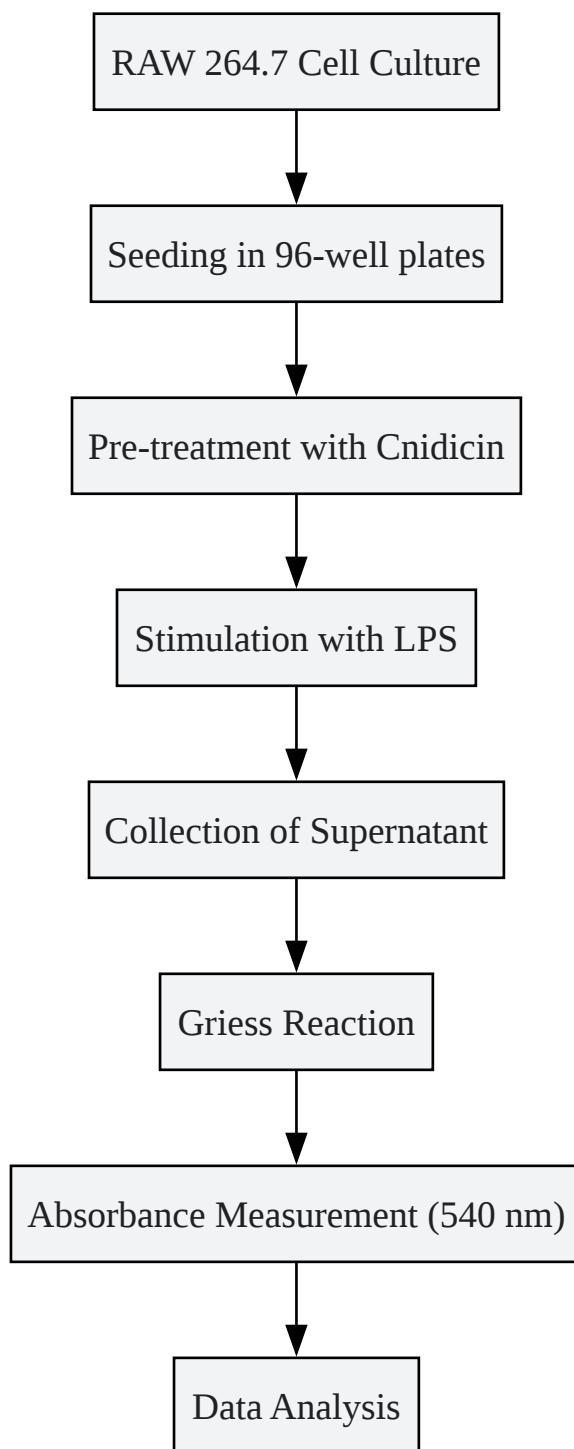 RAW 264.7 Cell Culture
Seeding in 96-well plates
Pre-treatment with Cnidicin
Stimulation with LPS
Collection of Supernatant
Griess Reaction
Absorbance Measurement (540 nm)
Data Analysis